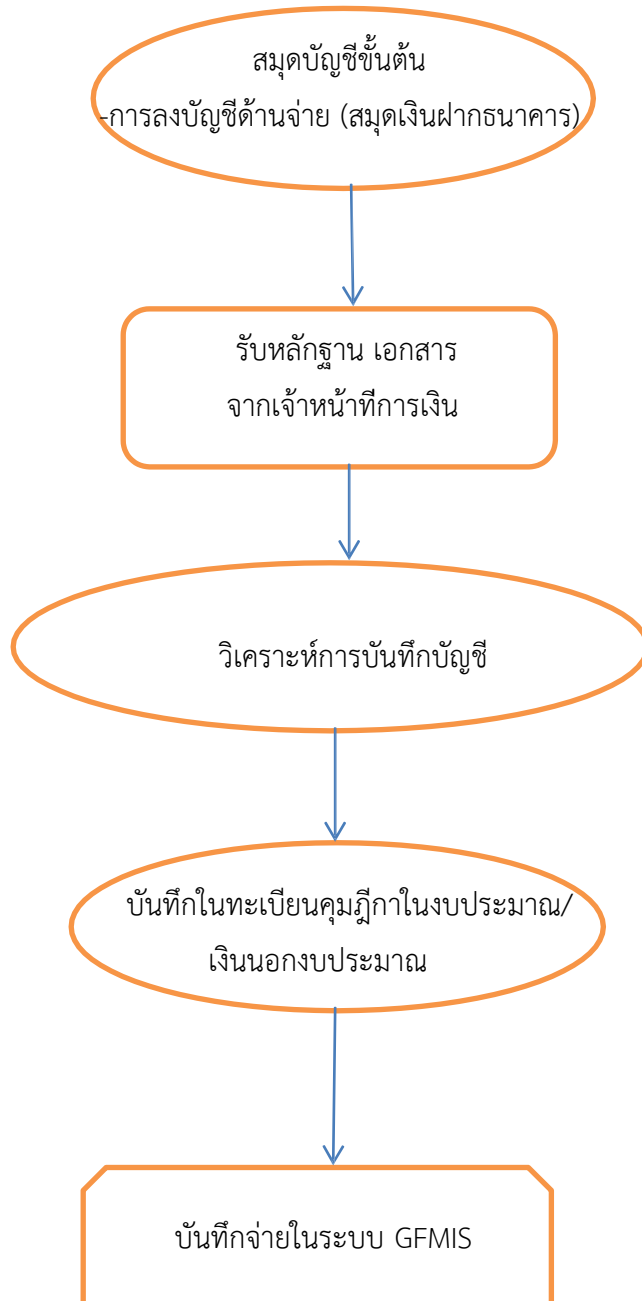 สมุดบัญชีขั้นต้น
-การลงบัญชีด้านจ่าย (สมุดเงินฝากธนาคาร)
รับหลักฐาน เอกสาร
จากเจ้าหน้าที่การเงิน
วิเคราะห์การบันทึกบัญชี
บันทึกในทะเบียนคุมฎีกาในงบประมาณ/
เงินนอกงบประมาณ
บันทึกจ่ายในระบบ GFMIS